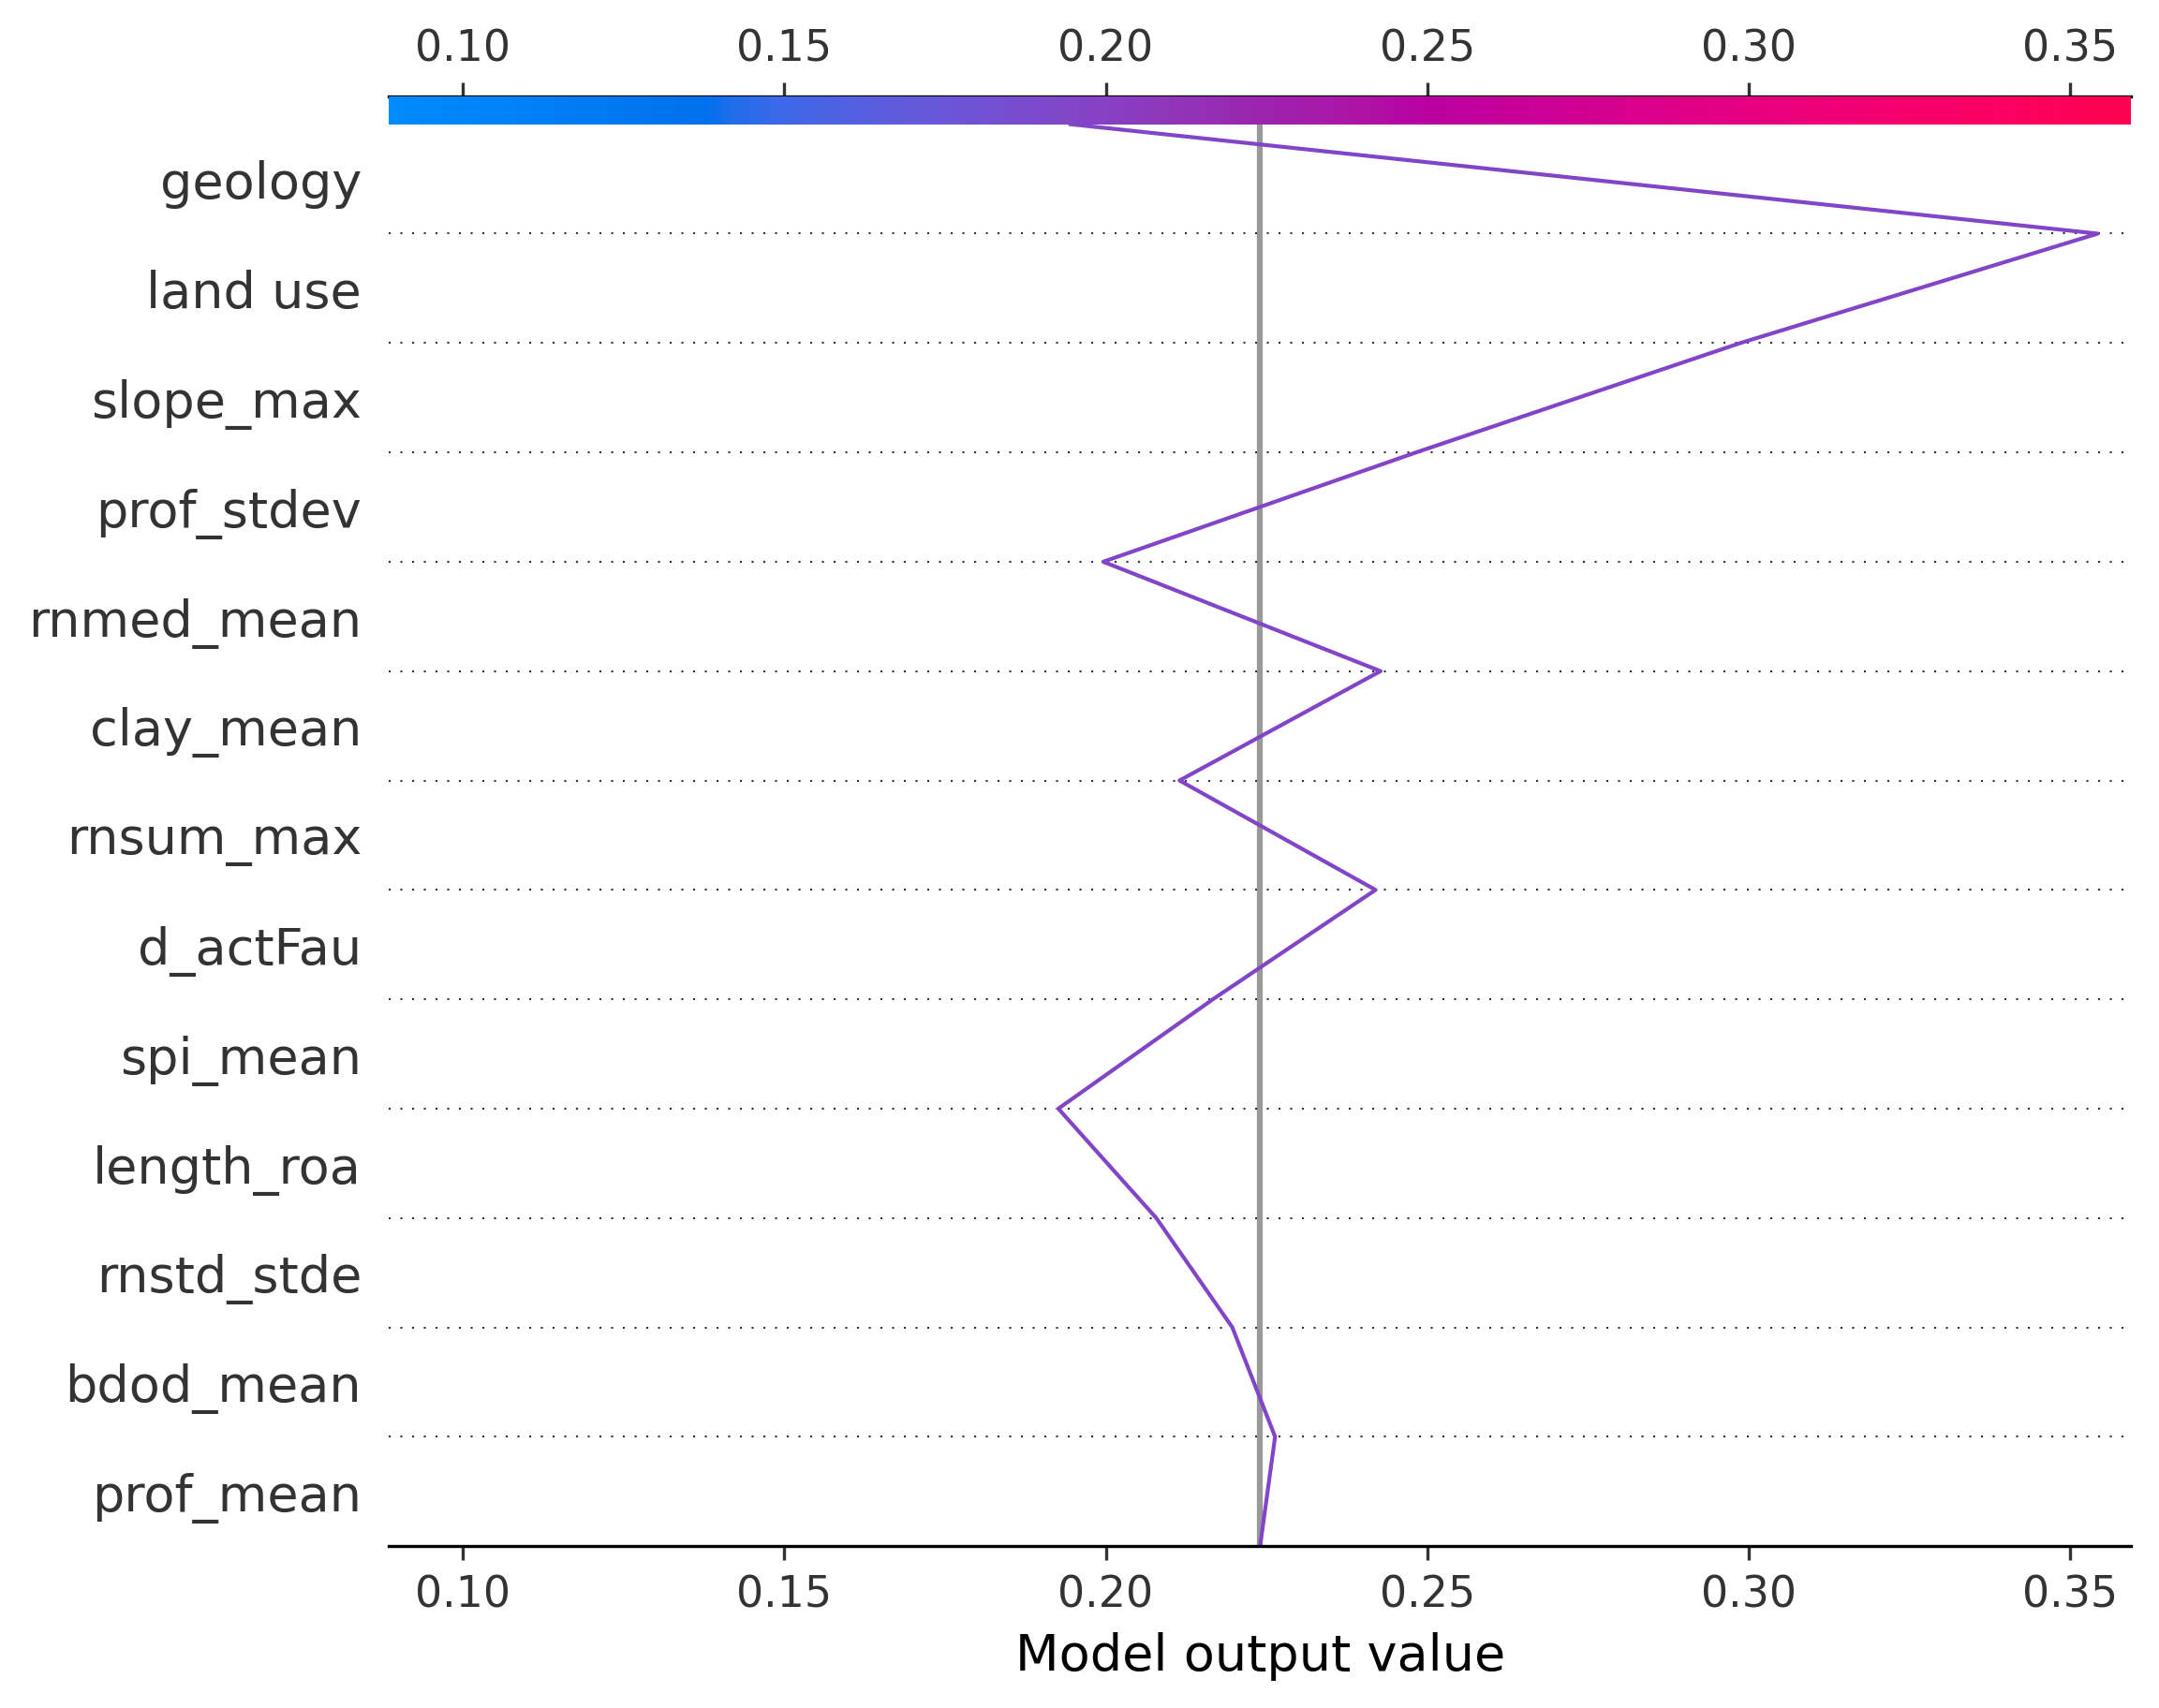 0.10 0.15 0.20 0.25 0.30 0.35
geology
land use
slope_max
prof_stdev
rnmed_mean
clay_mean
rnsum_max
d_actFau
spi_mean
length_roa
rnstd_stde
bdod_mean
prof_mean
0.10 0.15 0.20 0.25 0.30 0.35
Model output value